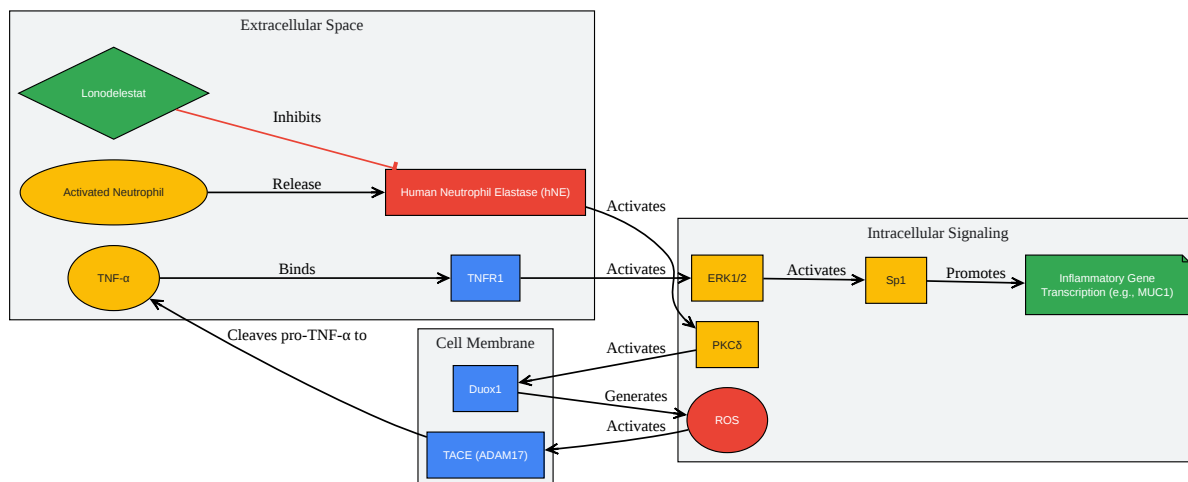 Extracellular Space
Lonodelestat
Inhibits
Activated Neutrophil
Release
Human Neutrophil Elastase (hNE)
Activates
TNF-α
Binds
TNFR1
Activates
Intracellular Signaling
ERK1/2
Activates
Sp1
Promotes
Inflammatory Gene
Transcription (e.g., MUC1)
Cleaves pro-TNF-α to
Cell Membrane
Activates
PKCδ
Duox1
Generates
ROS
Activates
TACE (ADAM17)